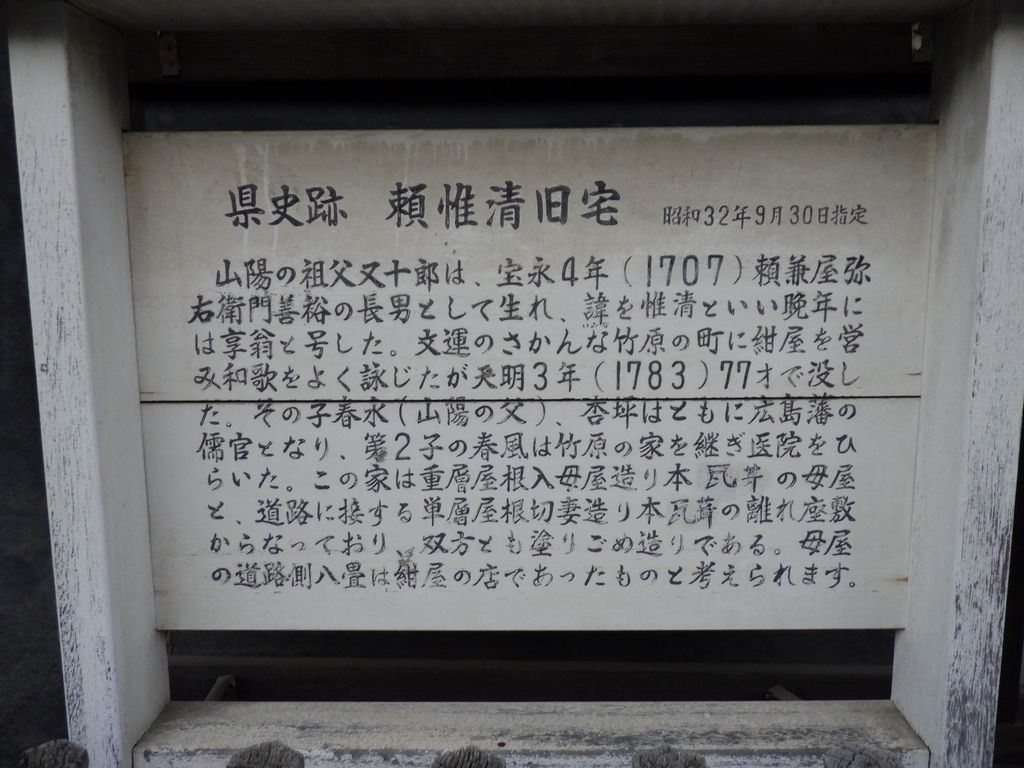 県史跡 頼惟清旧宅 昭和32年9月30日指定
山陽の祖父又十郎は、宝永4年(1707)頼兼屋弥
右衛門善裕の長男として生れ、諱を惟清といい晩年に
は享翁と号した。文運のさかんな竹原の町に紺屋を営
み和歌をよく詠じたが天明3年(1783)77才で没し
た。その子春水(山陽の父)、杏坪はともに広島藩の
儒官となり、第2子の春風は竹原の家を継ぎ医院をひ
らいた。この家は重層屋根入母屋造り本瓦葺の母屋
と、道路に接する単層屋根切妻造り本瓦葺の離れ座敷
からなっており、双方とも塗りごめ造りである。母屋
の道路側八畳は紺屋の店であったものと考えられます。